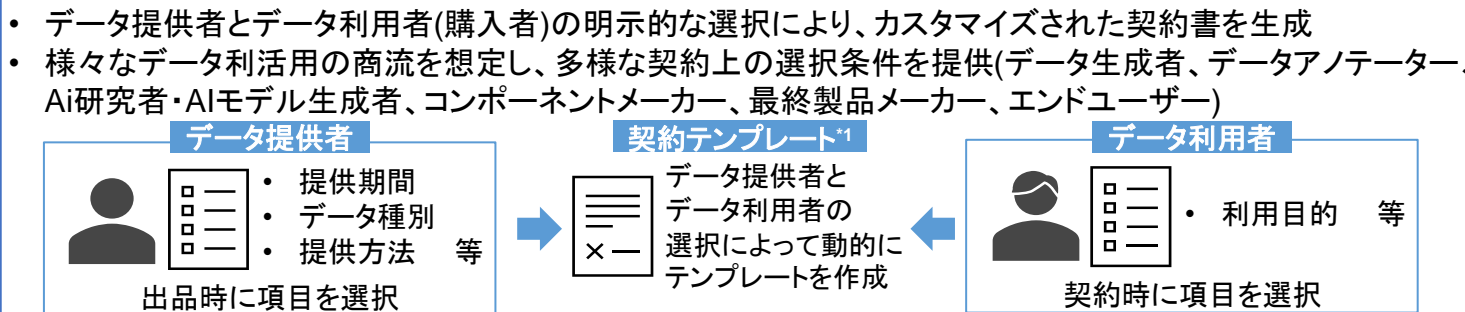 • データ提供者とデータ利用者(購入者)の明示的な選択により、カスタマイズされた契約書を生成
• 様々なデータ利活用の商流を想定し、多様な契約上の選択条件を提供(データ生成者、データアノテーター、
Ai研究者・AIモデル生成者、コンポーネントメーカー、最終製品メーカー、エンドユーザー)
データ提供者
• 提供期間
• データ種別
• 提供方法 等
出品時に項目を選択
契約テンプレート*1
データ提供者と
データ利用者の
選択によって動的に
テンプレートを作成
データ利用者
• 利用目的 等
契約時に項目を選択